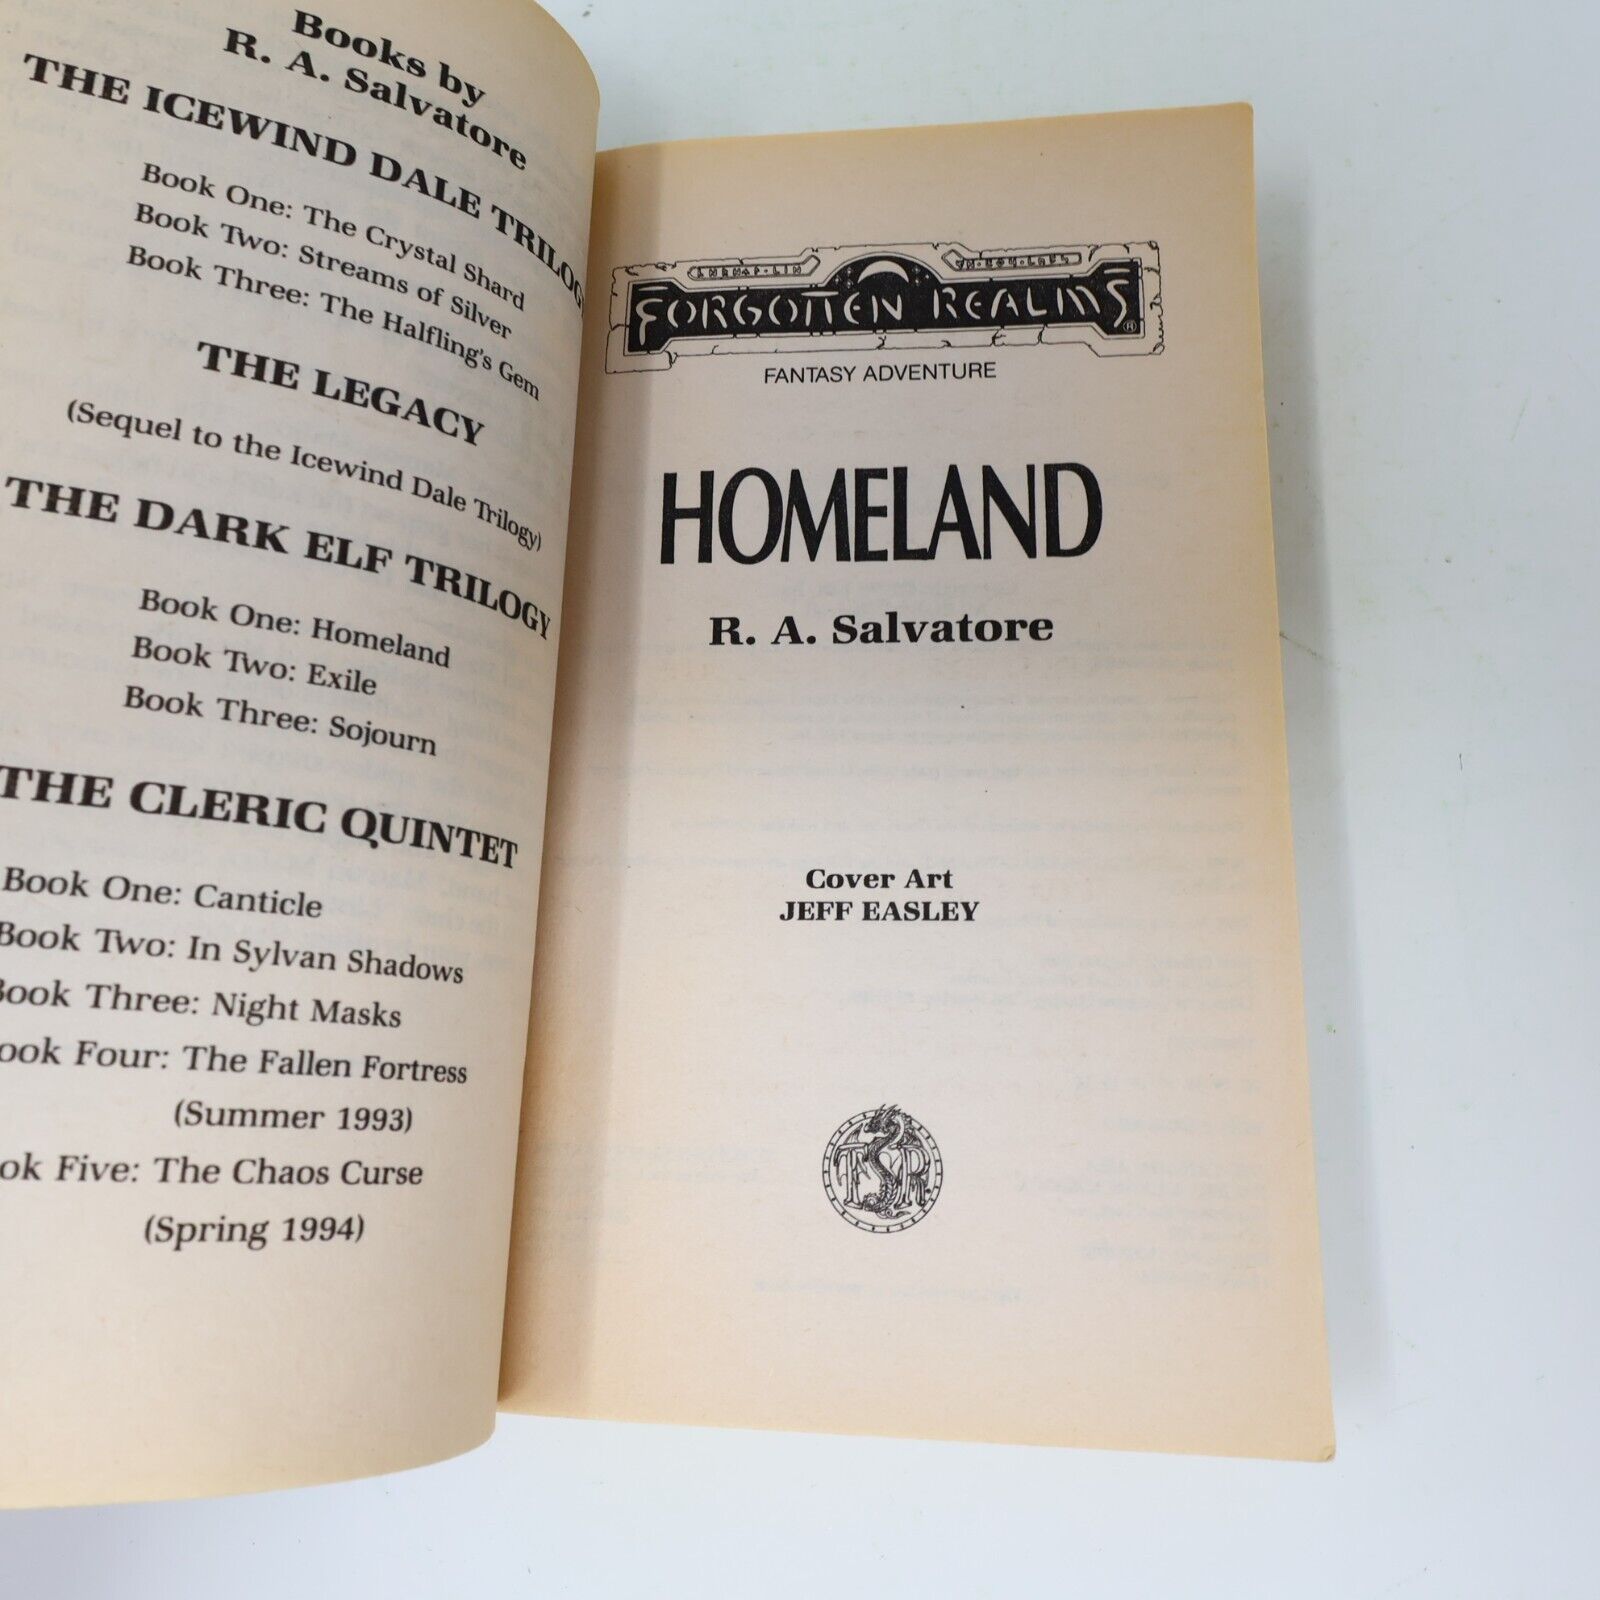 Books by
R. A. Salvatore
THE ICEWIND DALE TRILOGY
Book One: The Crystal Shard
Book Two: Streams of Silver
Book Three: The Halfling's Gem
THE LEGACY
(Sequel to the Icewind Dale Trilogy)
THE DARK ELF TRILOGY
Book One: Homeland
Book Two: Exile
Book Three: Sojourn
THE CLERIC QUINTET
Book One: Canticle
Book Two: In Sylvan Shadows
Book Three: Night Masks
ook Four: The Fallen Fortress
(Summer 1993)
ok Five: The Chaos Curse
(Spring 1994)
FORGOTTEN REALMS®
FANTASY ADVENTURE
HOMELAND
R. A. Salvatore
Cover Art
JEFF EASLEY
TSR